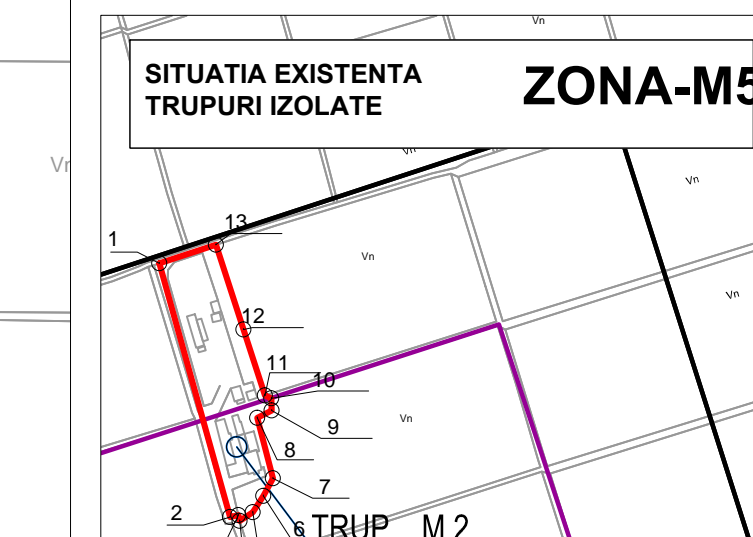 Vn
SITUATIA EXISTENTA
TRUPURI IZOLATE
ZONA-M5
Vn
Vn
13
1
Vn
Vn
12
11
10
Vn
9
8
7
2
6
TRUP M 2